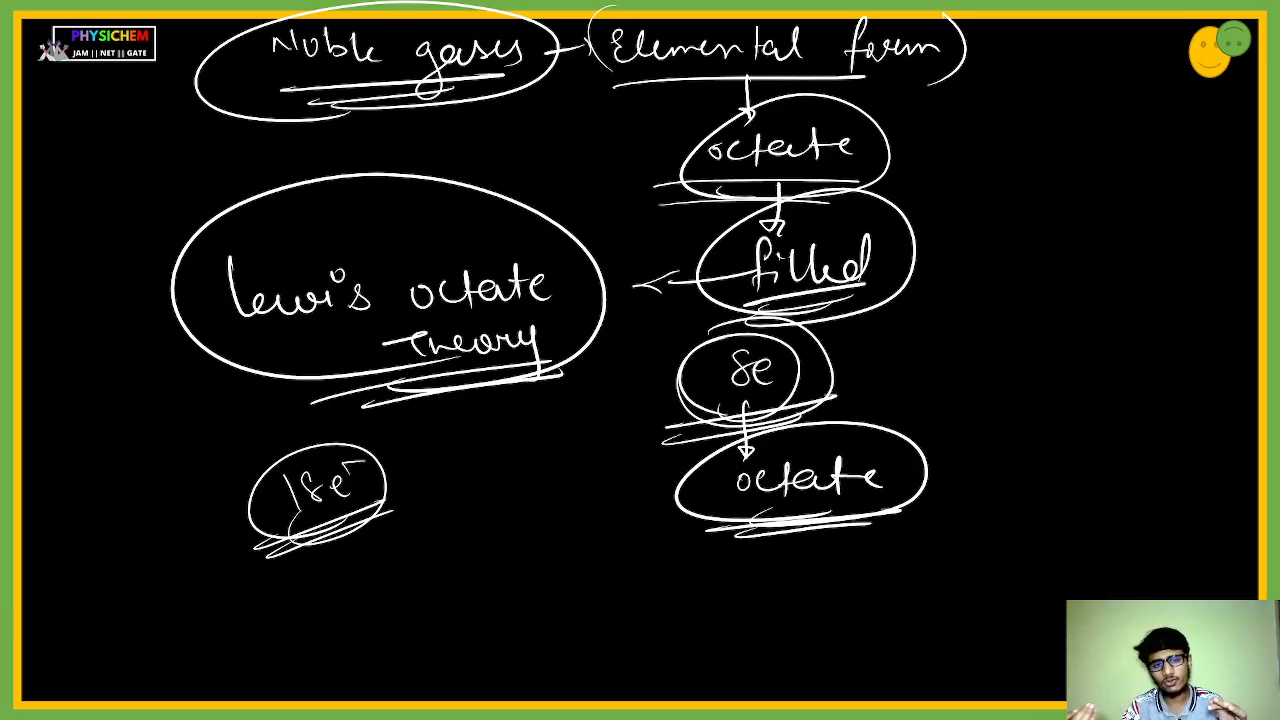 PHYSICHEM
JAM || NET || GATE
Noble gases → (Elemental form)
octate
filled
Lewi's octate
Theory
8e
octate
18e⁻